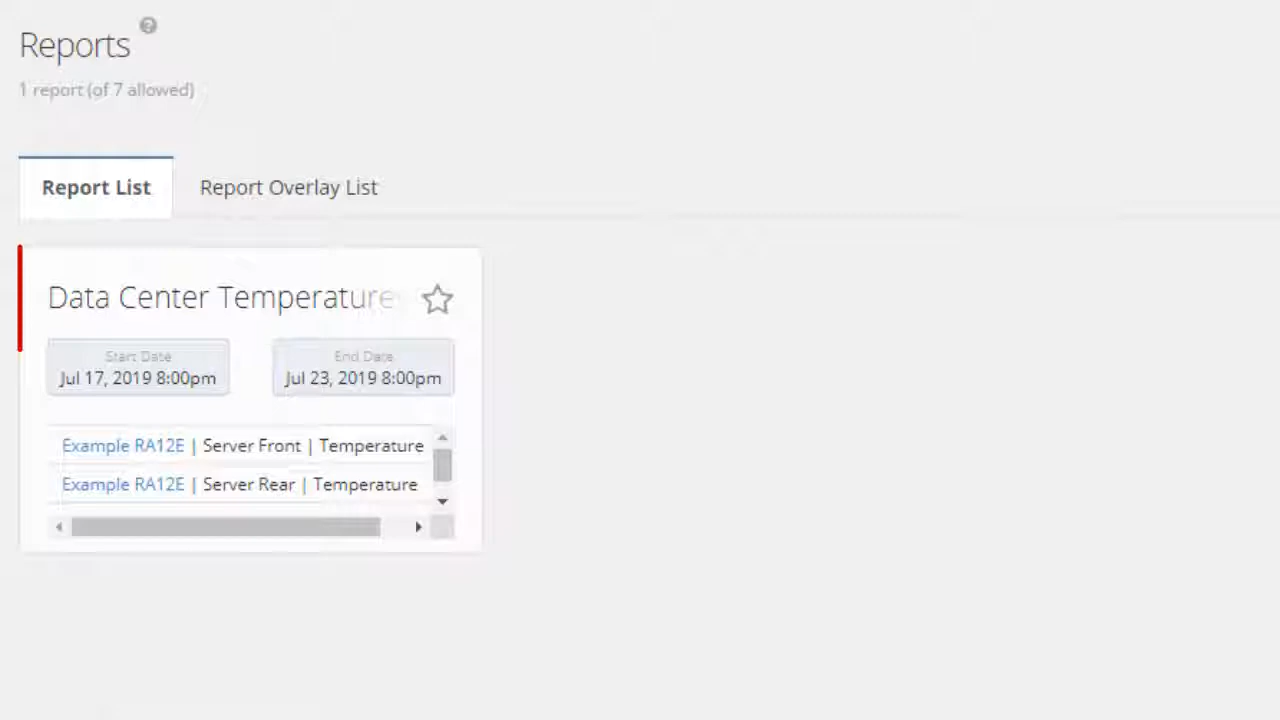 Reports ?
1 report (of 7 allowed)
Report List Report Overlay List
Data Center Temperature
Start Date End Date
Jul 17, 2019 8:00pm Jul 23, 2019 8:00pm
Example RA12E | Server Front | Temperature
Example RA12E | Server Rear | Temperature